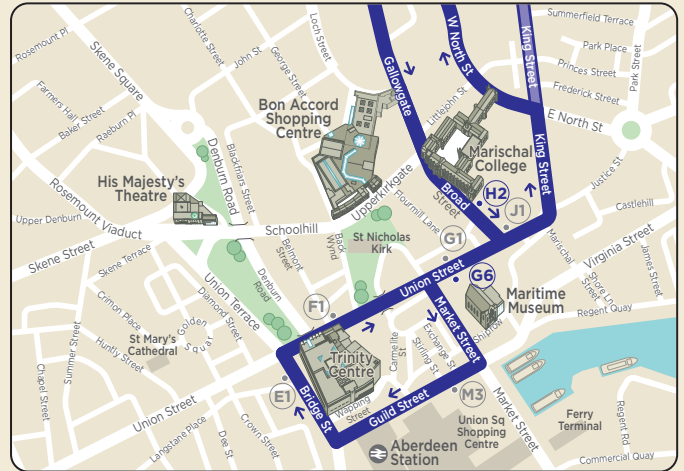 Rosemount Pl
Skene Square
Charlotte Street
John St
George Street
Loch Street
Gallowgate
W North St
King Street
Summerfield Terrace
Park Place
Princes Street
Frederick Street
Park Street
E North St
Farmers Hall
Baker Street
Raeburn Pl
Bon Accord
Shopping
Centre
Littlejohn St
Marischal
College
King Street
Justice St
Denburn Road
Blackfriars Street
His Majesty's
Theatre
Upperkirkgate
Flourmill Lane
Broad
Street
H2
J1
Castlehill
Rosemount Viaduct
Upper Denburn
Schoolhill
Back
Wynd
St Nicholas
Kirk
G1
Marischal
Virginia Street
James Street
Skene Street
Skene Terrace
Belmont
Street
Denburn
Road
Union Terrace
Diamond Street
Union Street
G6
Maritime
Museum
Shore Ln
Street
Regent Quay
Crimon Place
Golden
Square
F1
Market Street
Shiprow
St Mary's
Cathedral
Huntly Street
Summer Street
Chapel Street
Trinity
Centre
Carmelite
St
Exchange St
Stirling St
Union Street
E1
Bridge St
Wapping
Street
Guild Street
M3
Market Street
Langstane Place
Dee St
Crown Street
Union Sq
Shopping
Centre
Ferry
Terminal
Regent Rd
Aberdeen
Station
Commercial Quay